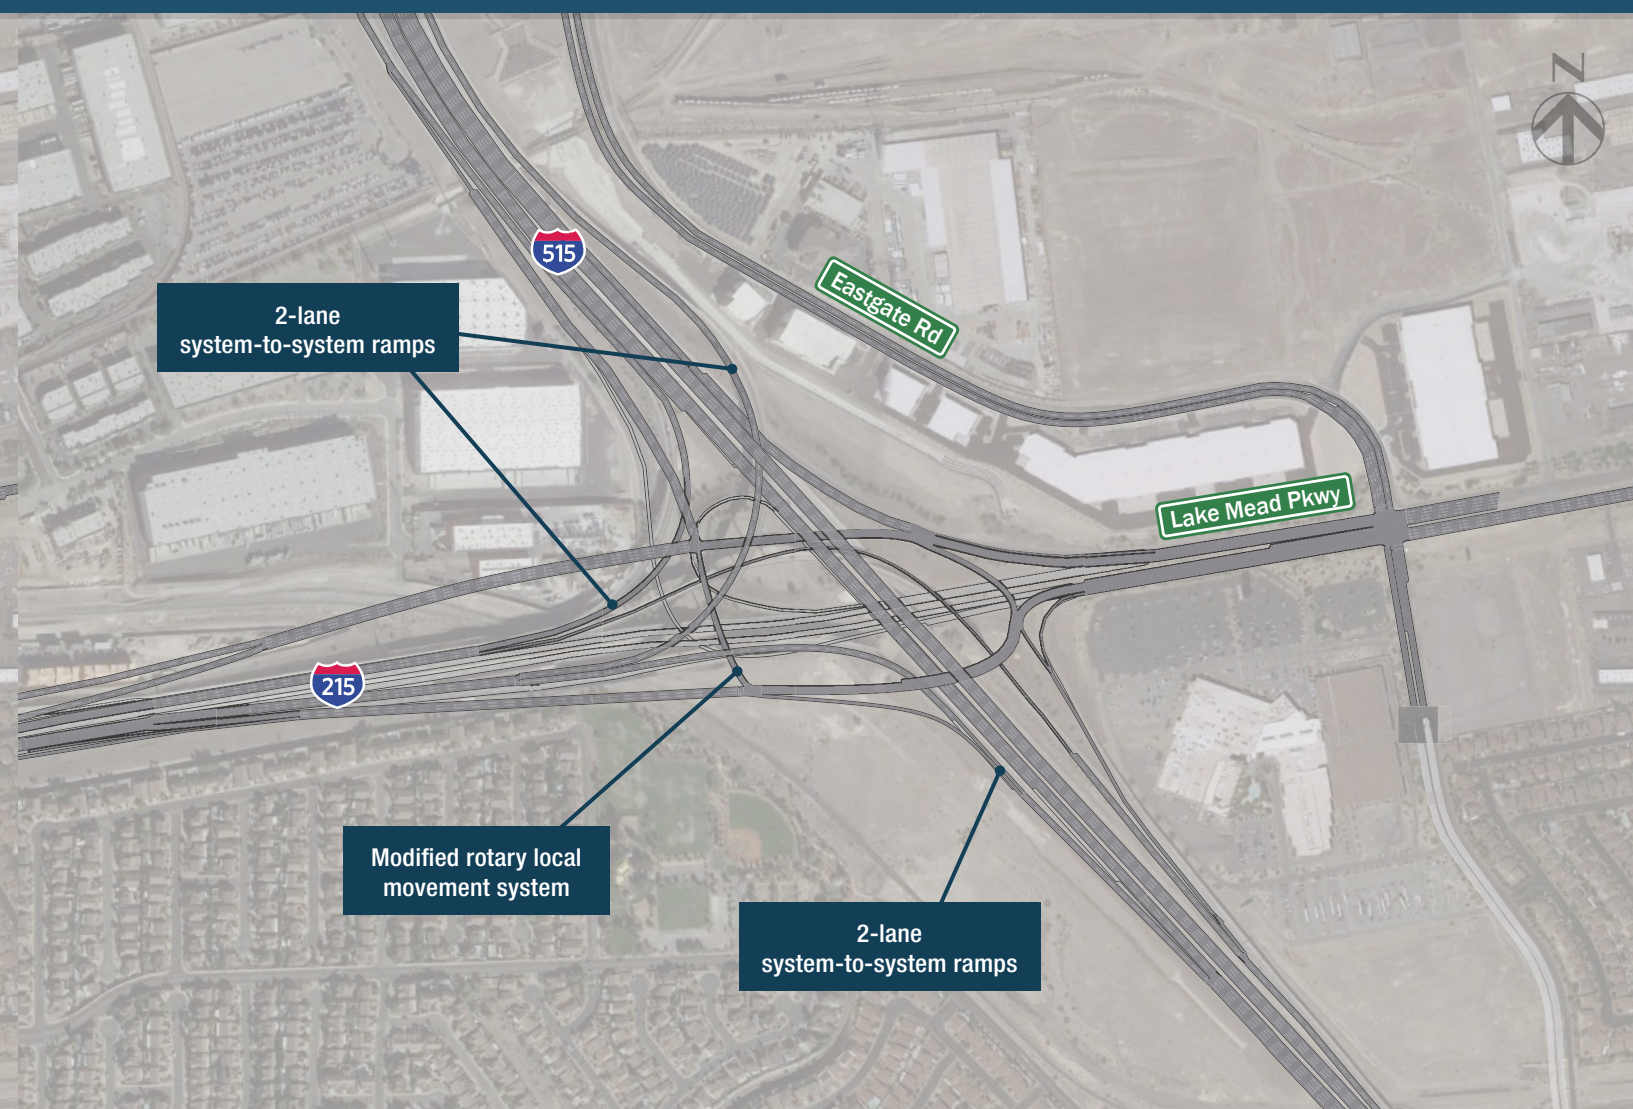 N
515
2-lane
system-to-system ramps
Eastgate Rd
Lake Mead Pkwy
215
Modified rotary local
movement system
2-lane
system-to-system ramps